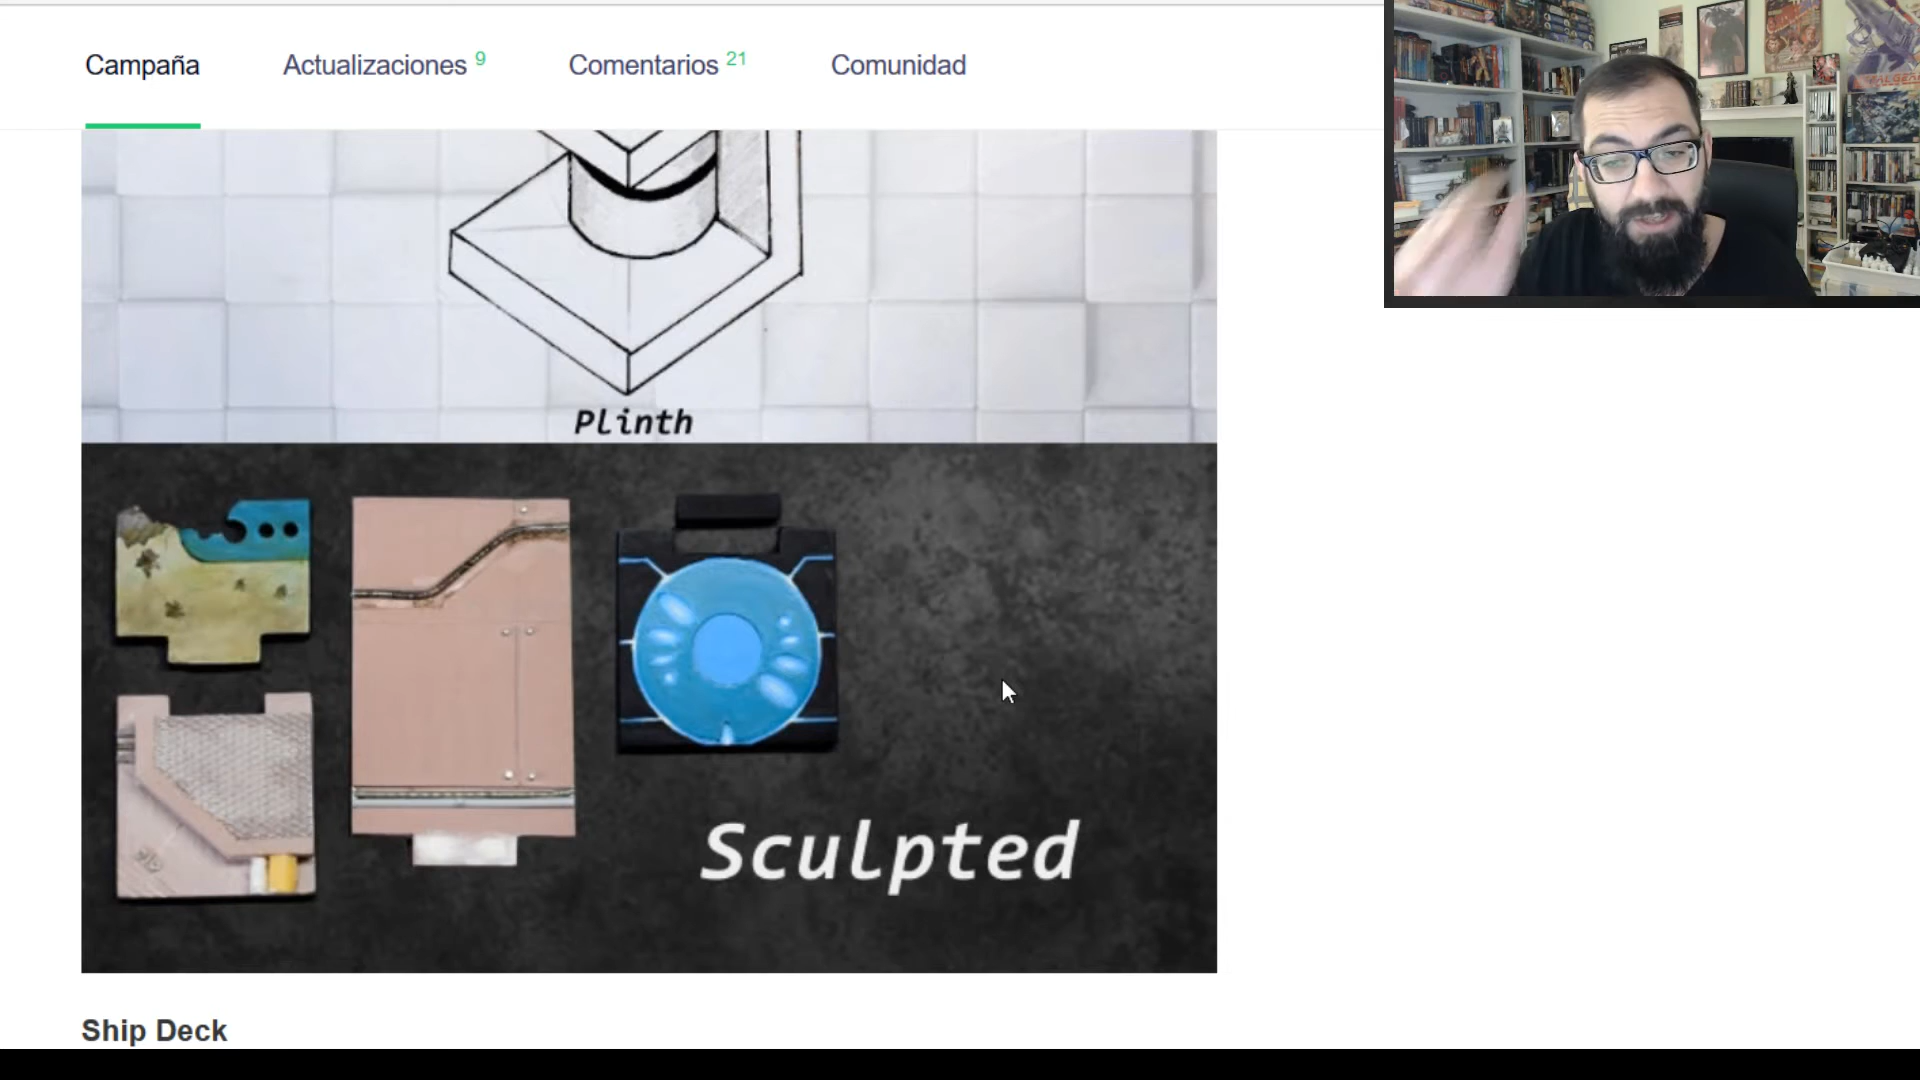 Campaña Actualizaciones 9 Comentarios 21 Comunidad
Plinth
Sculpted
Ship Deck